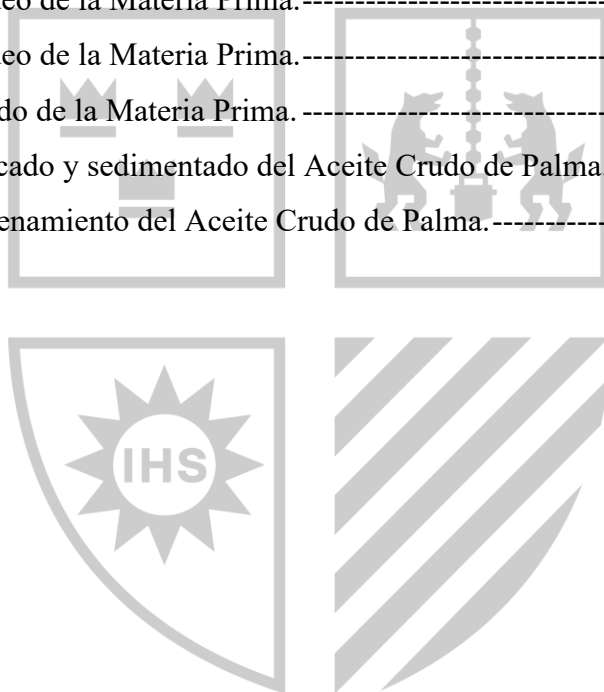 eo de la Materia Prima.-----------------------------------
eo de la Materia Prima.-----------------------------------
do de la Materia Prima. -----------------------------------
cado y sedimentado del Aceite Crudo de Palma.
enamiento del Aceite Crudo de Palma.------------
IHS